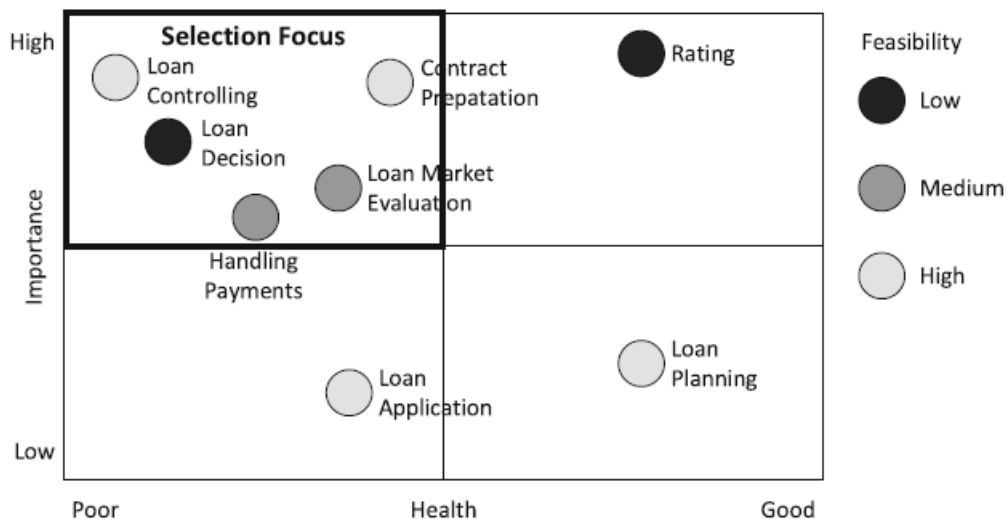 High
Selection Focus
Loan
Controlling
Contract
Prepatation
Rating
Feasibility
Low
Loan
Decision
Loan Market
Evaluation
Medium
Importance
Handling
Payments
High
Loan
Planning
Loan
Application
Low
Poor
Health
Good